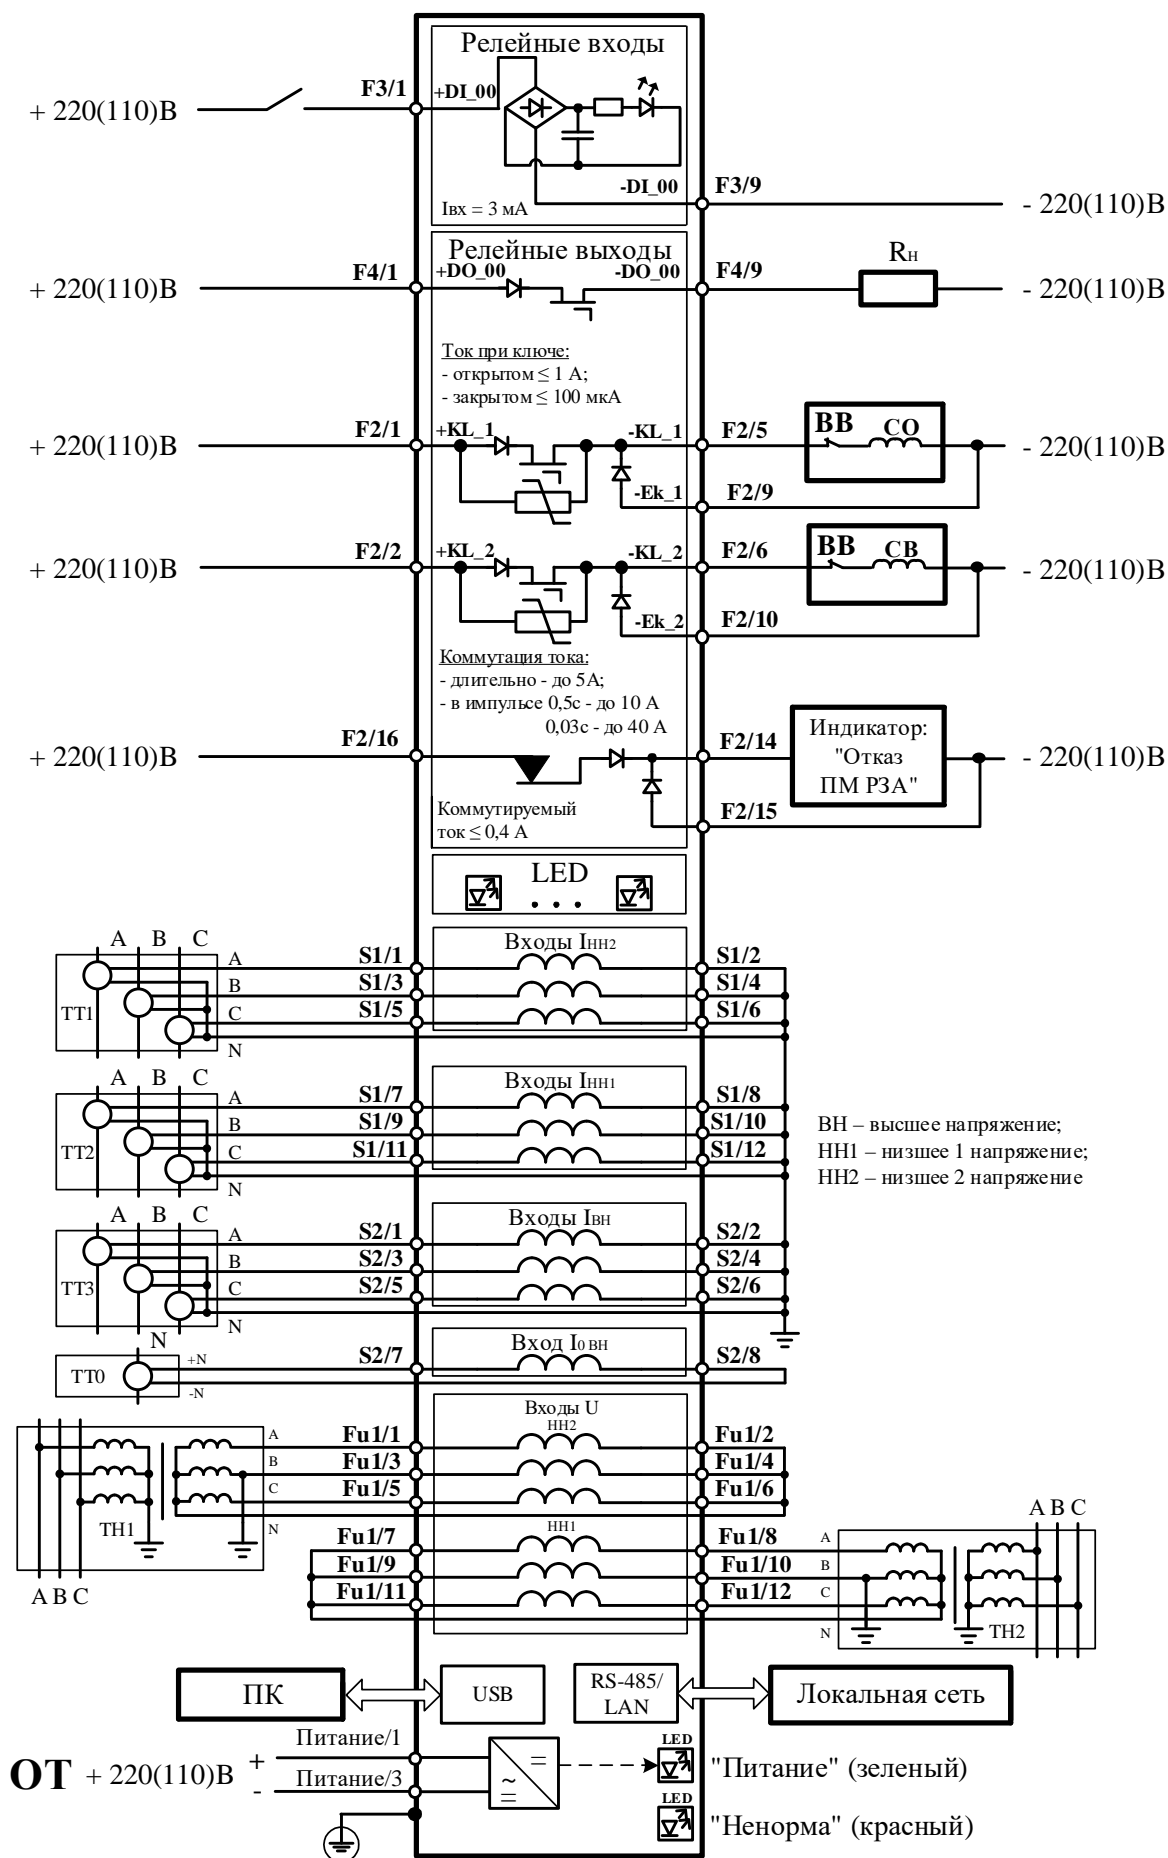 Релейные входы
+ 220(110)В
F3/1
+DI_00
-DI_00
F3/9
Iвх = 3 мА
- 220(110)В
Релейные выходы
+ 220(110)В
F4/1
+DO_00
-DO_00
F4/9
Rн
- 220(110)В
Ток при ключе:
- открытом ≤ 1 А;
- закрытом ≤ 100 мкА
+ 220(110)В
F2/1
+KL_1
-KL_1
F2/5
ВВ
СО
- 220(110)В
-Ek_1
F2/9
+ 220(110)В
F2/2
+KL_2
-KL_2
F2/6
ВВ
СВ
- 220(110)В
-Ek_2
F2/10
Коммутация тока:
- длительно - до 5А;
- в импульсе 0,5с - до 10 А
0,03с - до 40 А
+ 220(110)В
F2/16
F2/14
Индикатор:
"Отказ
ПМ РЗА"
- 220(110)В
F2/15
Коммутируемый
ток ≤ 0,4 А
LED
A B C
ТТ1
A
B
C
N
S1/1
S1/3
S1/5
Входы IНН2
S1/2
S1/4
S1/6
A B C
ТТ2
A
B
C
N
S1/7
S1/9
S1/11
Входы IНН1
S1/8
S1/10
S1/12
ВН – высшее напряжение;
НН1 – низшее 1 напряжение;
НН2 – низшее 2 напряжение
A B C
ТТ3
A
B
C
N
S2/1
S2/3
S2/5
Входы IВН
S2/2
S2/4
S2/6
N
ТТ0
+N
-N
S2/7
Вход I0 ВН
S2/8
Входы U
НН2
A
B
C
N
Fu1/1
Fu1/3
Fu1/5
Fu1/2
Fu1/4
Fu1/6
ТН1
A B C
НН1
Fu1/7
Fu1/9
Fu1/11
Fu1/8
Fu1/10
Fu1/12
A
B
C
N
A B C
ТН2
ПК
USB
RS-485/
LAN
Локальная сеть
ОТ + 220(110)В
+
-
Питание/1
Питание/3
=
~
=
LED
"Питание" (зеленый)
LED
"Ненорма" (красный)